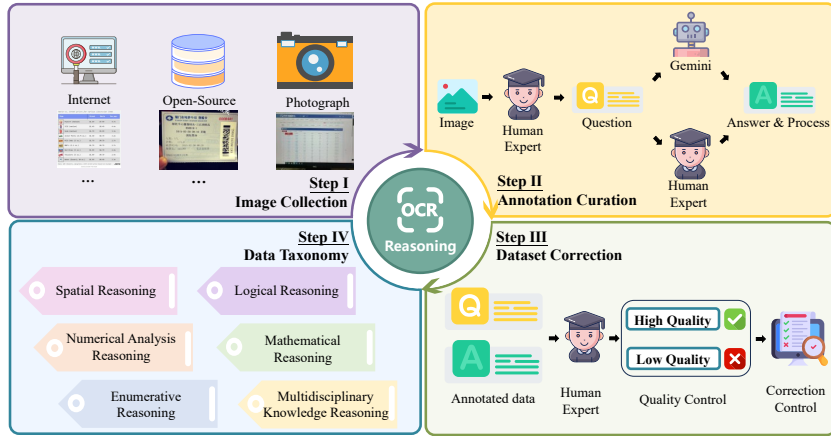 Internet
Open-Source
Photograph
...
...
...
Step I
Image Collection
Image
Human
Expert
Q
Question
Gemini
Human
Expert
A
Answer & Process
Step II
Annotation Curation
OCR
Reasoning
Step IV
Data Taxonomy
Spatial Reasoning
Logical Reasoning
Numerical Analysis
Reasoning
Mathematical
Reasoning
Enumerative
Reasoning
Multidisciplinary
Knowledge Reasoning
Step III
Dataset Correction
Q
A
Annotated data
Human
Expert
High Quality
Low Quality
Quality Control
Correction
Control